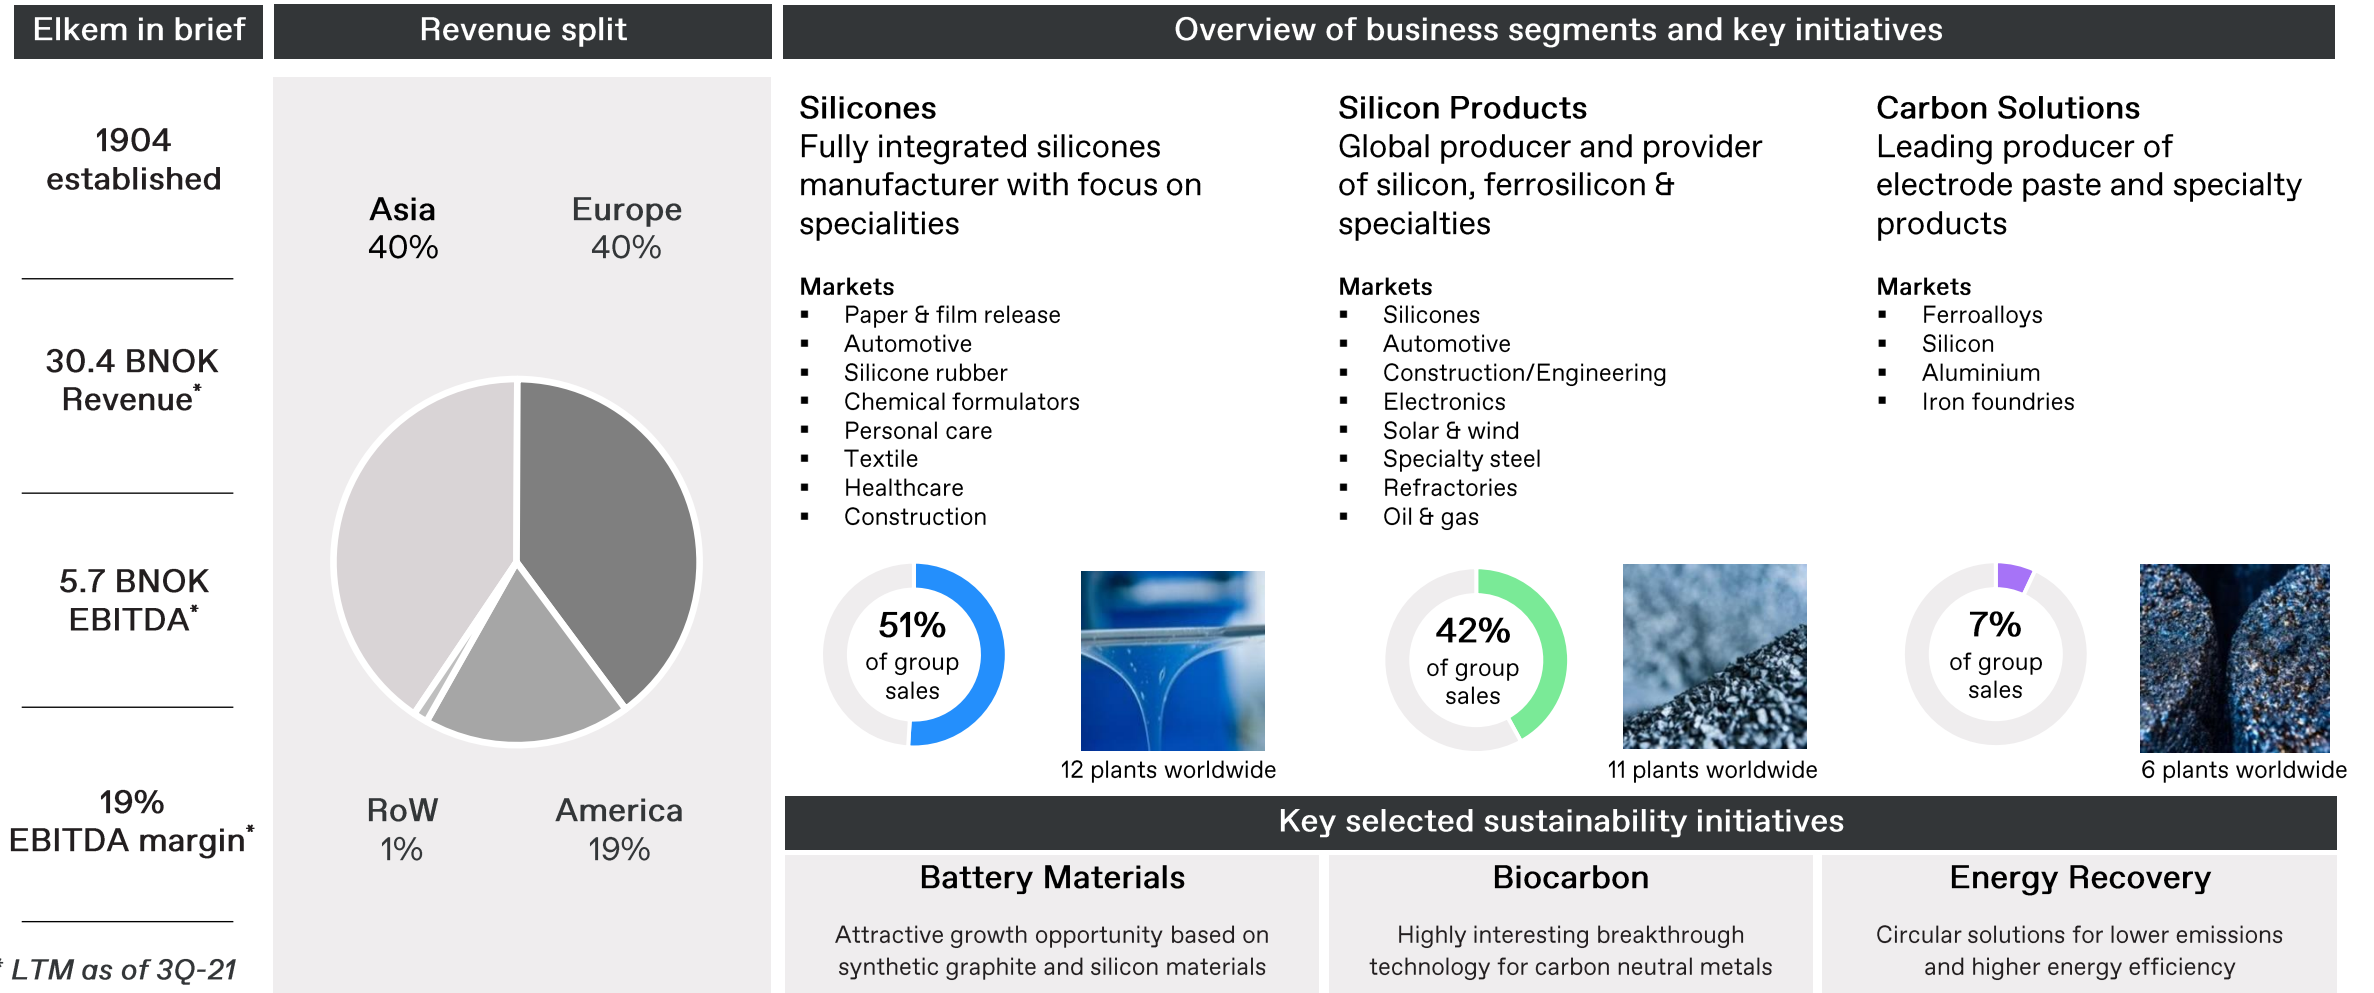 Elkem in brief
1904
established
30.4 BNOK
Revenue*
5.7 BNOK
EBITDA*
19%
EBITDA margin*
* LTM as of 3Q-21
Revenue split
Asia
40%
Europe
40%
RoW
1%
America
19%
Overview of business segments and key initiatives
Silicones
Fully integrated silicones
manufacturer with focus on
specialities
Markets
▪ Paper & film release
▪ Automotive
▪ Silicone rubber
▪ Chemical formulators
▪ Personal care
▪ Textile
▪ Healthcare
▪ Construction
51%
of group
sales
12 plants worldwide
Silicon Products
Global producer and provider
of silicon, ferrosilicon &
specialties
Markets
▪ Silicones
▪ Automotive
▪ Construction/Engineering
▪ Electronics
▪ Solar & wind
▪ Specialty steel
▪ Refractories
▪ Oil & gas
42%
of group
sales
11 plants worldwide
Carbon Solutions
Leading producer of
electrode paste and specialty
products
Markets
▪ Ferroalloys
▪ Silicon
▪ Aluminium
▪ Iron foundries
7%
of group
sales
6 plants worldwide
Key selected sustainability initiatives
Battery Materials
Attractive growth opportunity based on
synthetic graphite and silicon materials
Biocarbon
Highly interesting breakthrough
technology for carbon neutral metals
Energy Recovery
Circular solutions for lower emissions
and higher energy efficiency